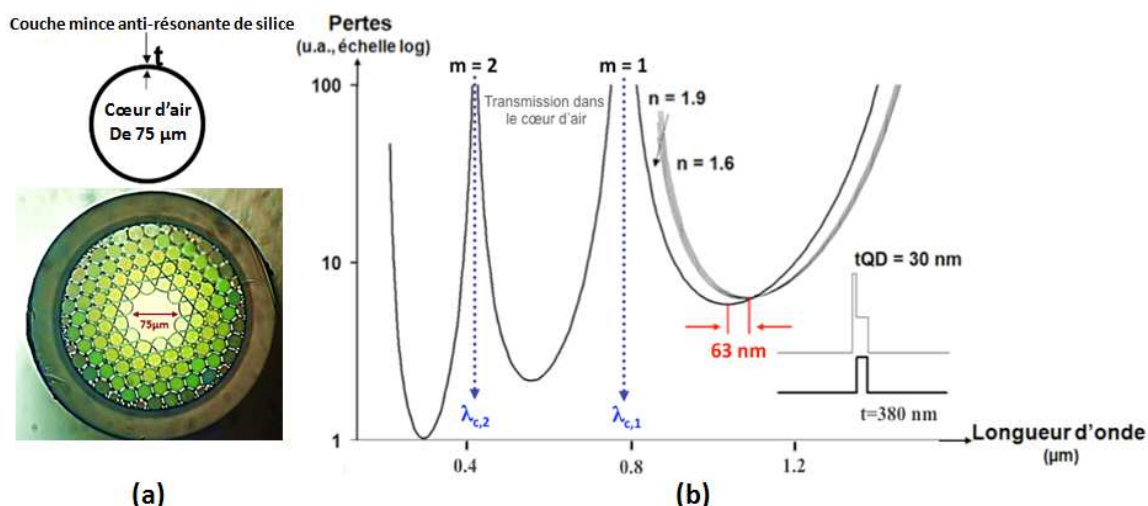 Couche mince anti-résonante de silice
t
Cœur d'air
De 75 µm
75µm
(a)
Pertes
(u.a., échelle log)
100
10
1
m = 2
m = 1
Transmission dans
le cœur d'air
n = 1.9
n = 1.6
63 nm
tQD = 30 nm
t=380 nm
λc,2
λc,1
0.4
0.8
1.2
Longueur d'onde
(µm)
(b)